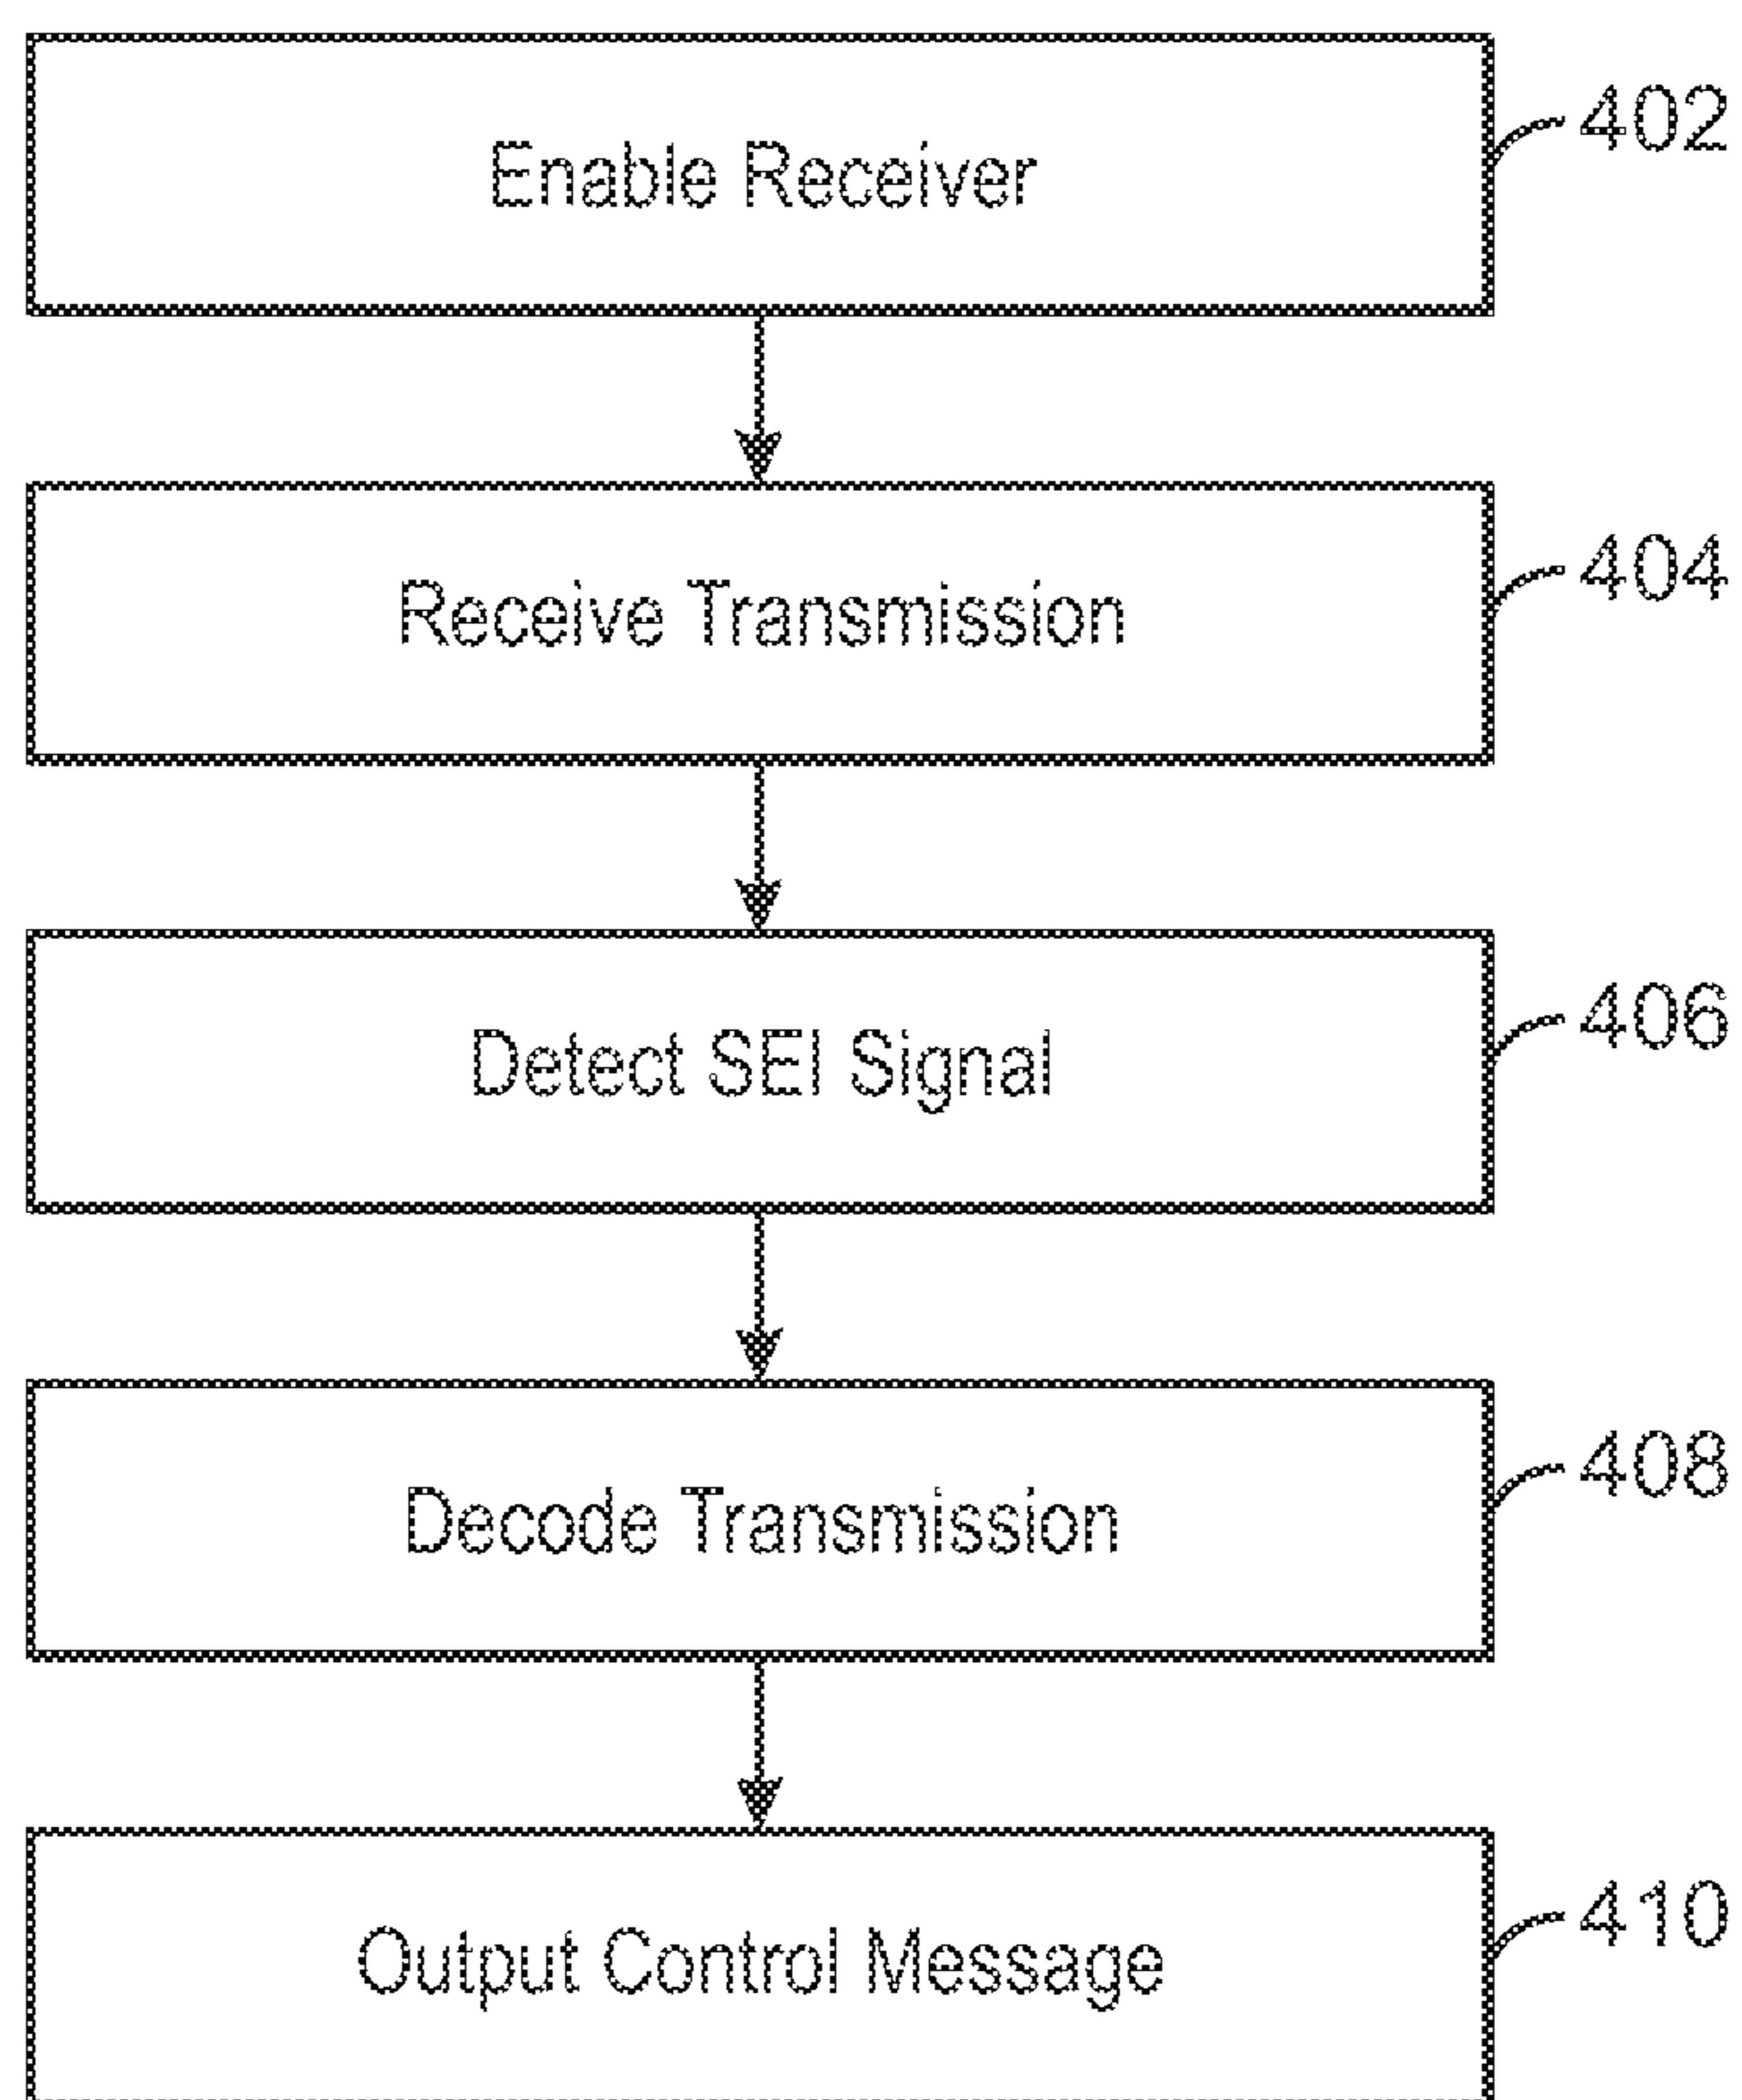 Enable Receiver
402
Receive Transmission
404
Detect SEI Signal
406
Decode Transmission
408
Output Control Message
410